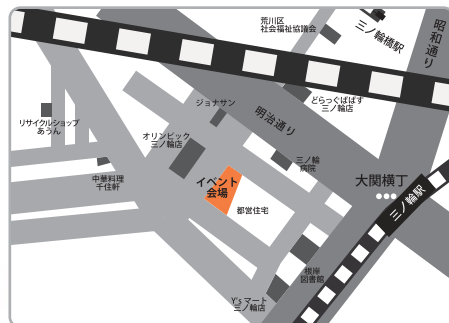 荒川区
社会福祉協議会
三ノ輪橋駅
昭和通り
どらっぐぱぱす
三ノ輪店
ジョナサン
明治通り
リサイクルショップ
あうん
オリンピック
三ノ輪店
三ノ輪
病院
中華料理
千住軒
イベント
会場
大関横丁
三ノ輪駅
都営住宅
根岸
図書館
Y's マート
三ノ輪店